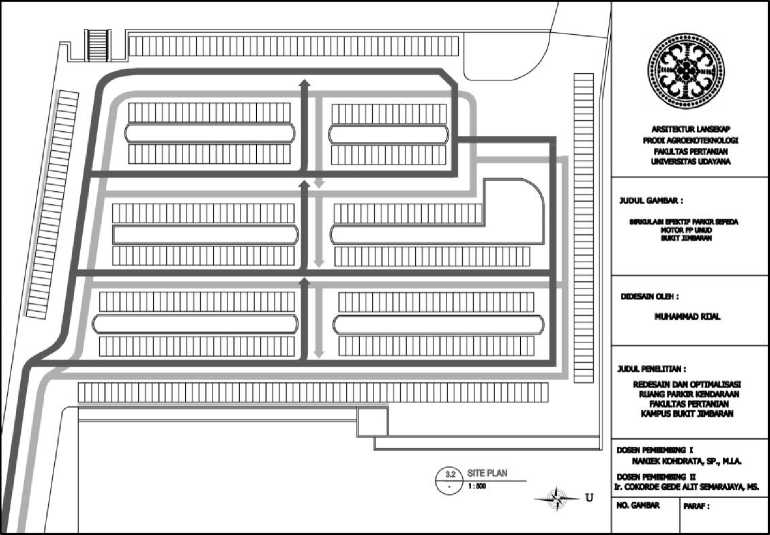 ARSITEKTUR LANSEKAP
PRODI AGROEKOTEKNOLOGI
FAKULTAS PERTANIAN
UNIVERSITAS UDAYANA
JUDUL GAMBAR :
SIRKULASI EFEKTIF PARKIR SEPEDA
MOTOR FP UNUD
BUKIT JIMBARAN
DIDESAIN OLEH :
MUHAMMAD RIJAL
JUDUL PENELITIAN :
REDESAIN DAN OPTIMALISASI
RUANG PARKIR KENDARAAN
FAKULTAS PERTANIAN
KAMPUS BUKIT JIMBARAN
DOSEN PEMBIMBING I
NANIEK KOHDRATA, SP., M.LA.
DOSEN PEMBIMBING II
Ir. COKORDE GEDE ALIT SEMARAJAYA, MS.
NO. GAMBAR
PARAF :
3.2
-
SITE PLAN
1 : 500
U